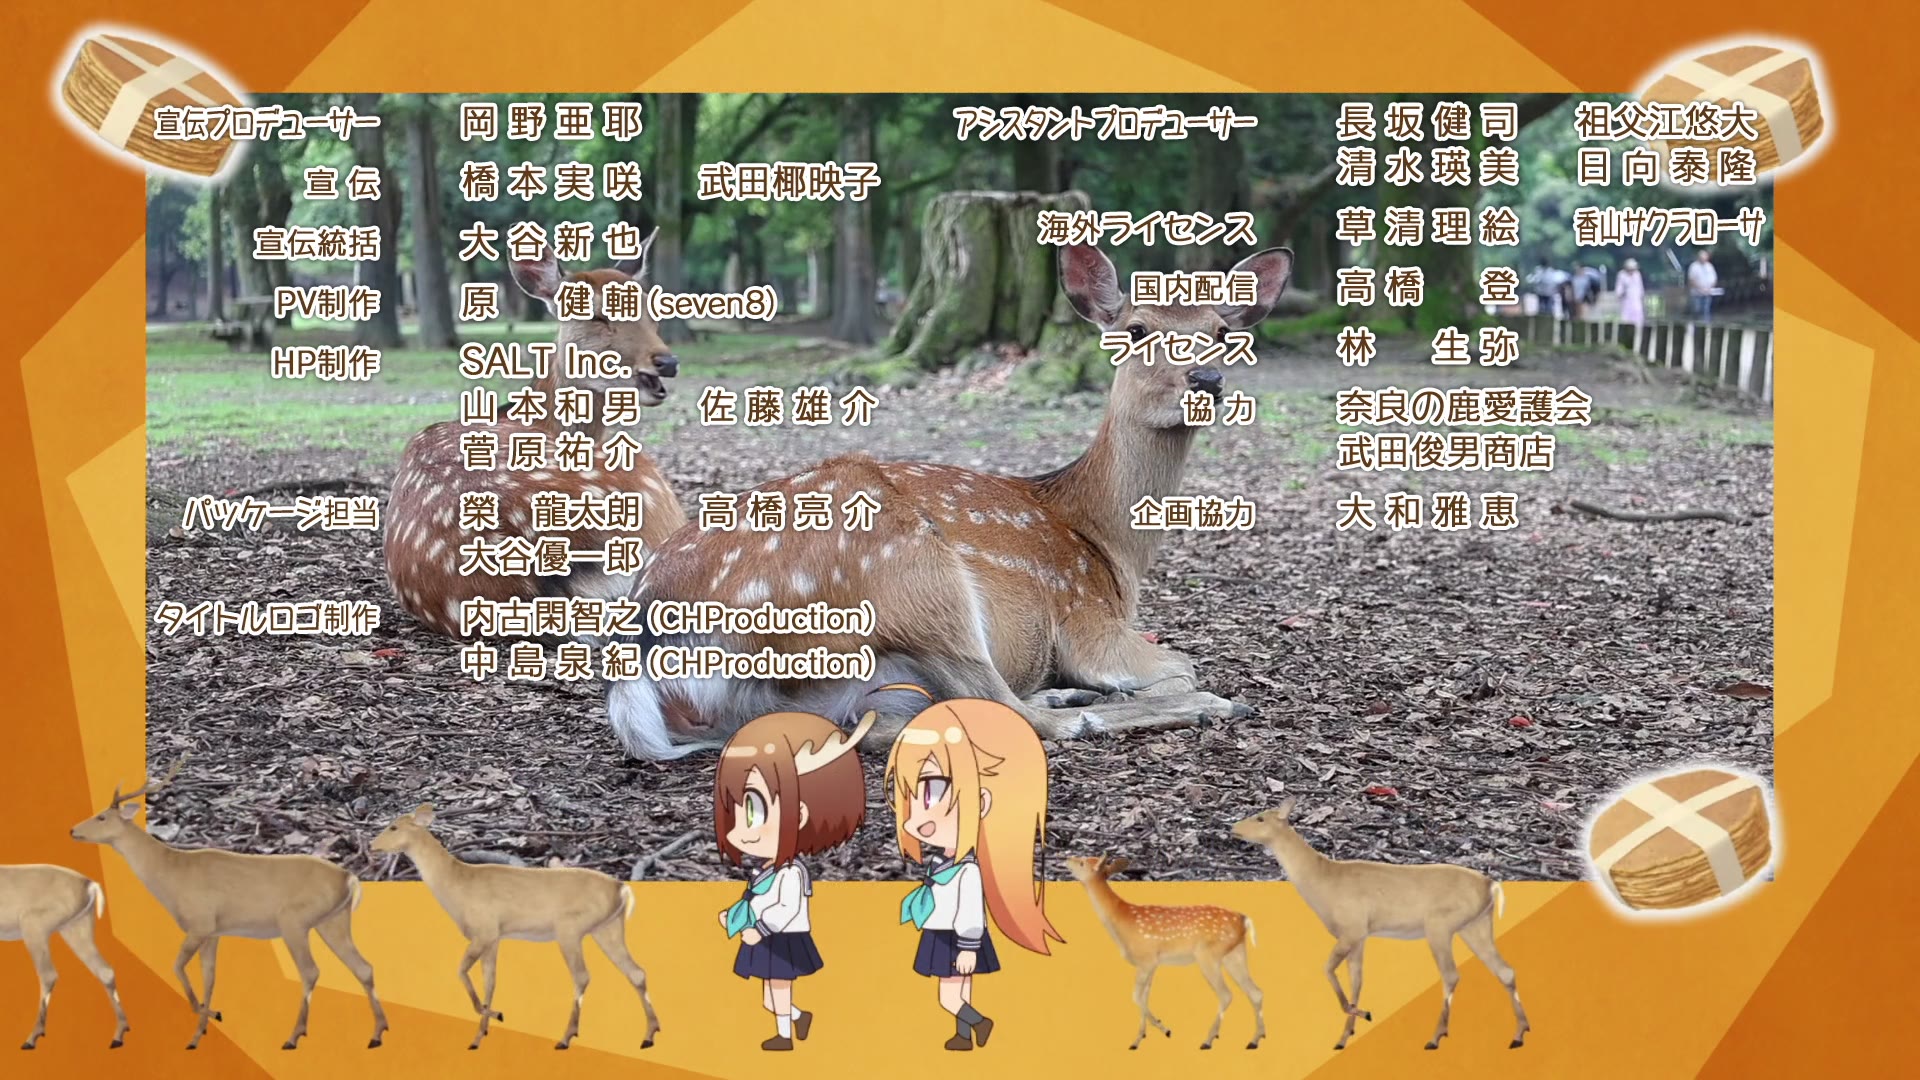 宣伝プロデューサー 岡野亜耶
宣伝 橋本実咲 武田椰映子
宣伝統括 大谷新也
PV制作 原 健輔(seven8)
HP制作 SALT Inc.
山本和男 佐藤雄介
菅原祐介
パッケージ担当 榮 龍太朗 高橋亮介
大谷優一郎
タイトルロゴ制作 内古閑智之(CHProduction)
中島泉紀(CHProduction)
アシスタントプロデューサー 長坂健司 祖父江悠大
清水瑛美 日向泰隆
海外ライセンス 草清理絵 香山サクラローサ
国内配信 高橋 登
ライセンス 林 生弥
協力 奈良の鹿愛護会
武田俊男商店
企画協力 大和雅恵